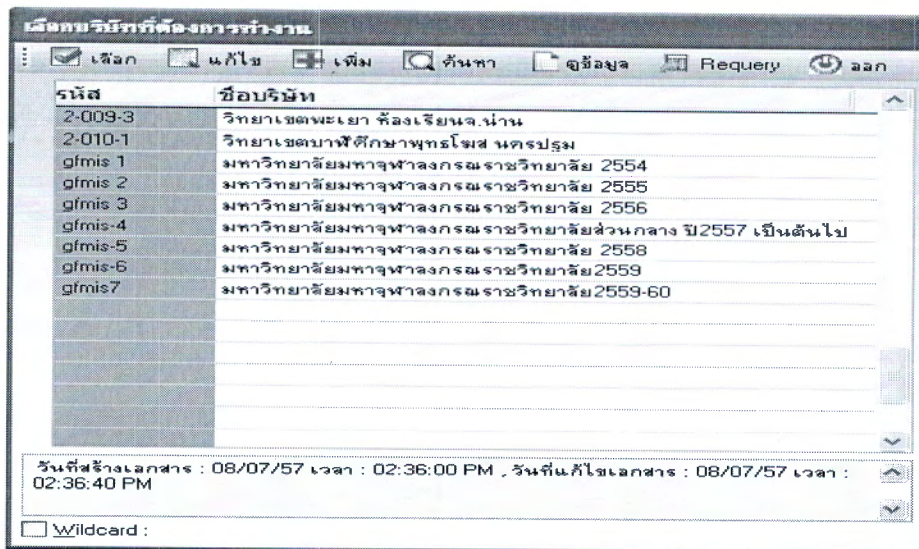 เลือกบริษัทที่ต้องการทำงาน
เลือก แก้ไข เพิ่ม ค้นหา ดูข้อมูล Requery ออก
รหัส ชื่อบริษัท
2-009-3 วิทยาเขตพะเยา ห้องเรียนจ.น่าน
2-010-1 วิทยาเขตบาฬีศึกษาพุทธโฆส นครปฐม
gfmis 1 มหาวิทยาลัยมหาจุฬาลงกรณราชวิทยาลัย 2554
gfmis 2 มหาวิทยาลัยมหาจุฬาลงกรณราชวิทยาลัย 2555
gfmis 3 มหาวิทยาลัยมหาจุฬาลงกรณราชวิทยาลัย 2556
gfmis-4 มหาวิทยาลัยมหาจุฬาลงกรณราชวิทยาลัยส่วนกลาง ปี2557 เป็นต้นไป
gfmis-5 มหาวิทยาลัยมหาจุฬาลงกรณราชวิทยาลัย 2558
gfmis-6 มหาวิทยาลัยมหาจุฬาลงกรณราชวิทยาลัย2559
gfmis7 มหาวิทยาลัยมหาจุฬาลงกรณราชวิทยาลัย2559-60
วันที่สร้างเอกสาร : 08/07/57 เวลา : 02:36:00 PM , วันที่แก้ไขเอกสาร : 08/07/57 เวลา :
02:36:40 PM
Wildcard :